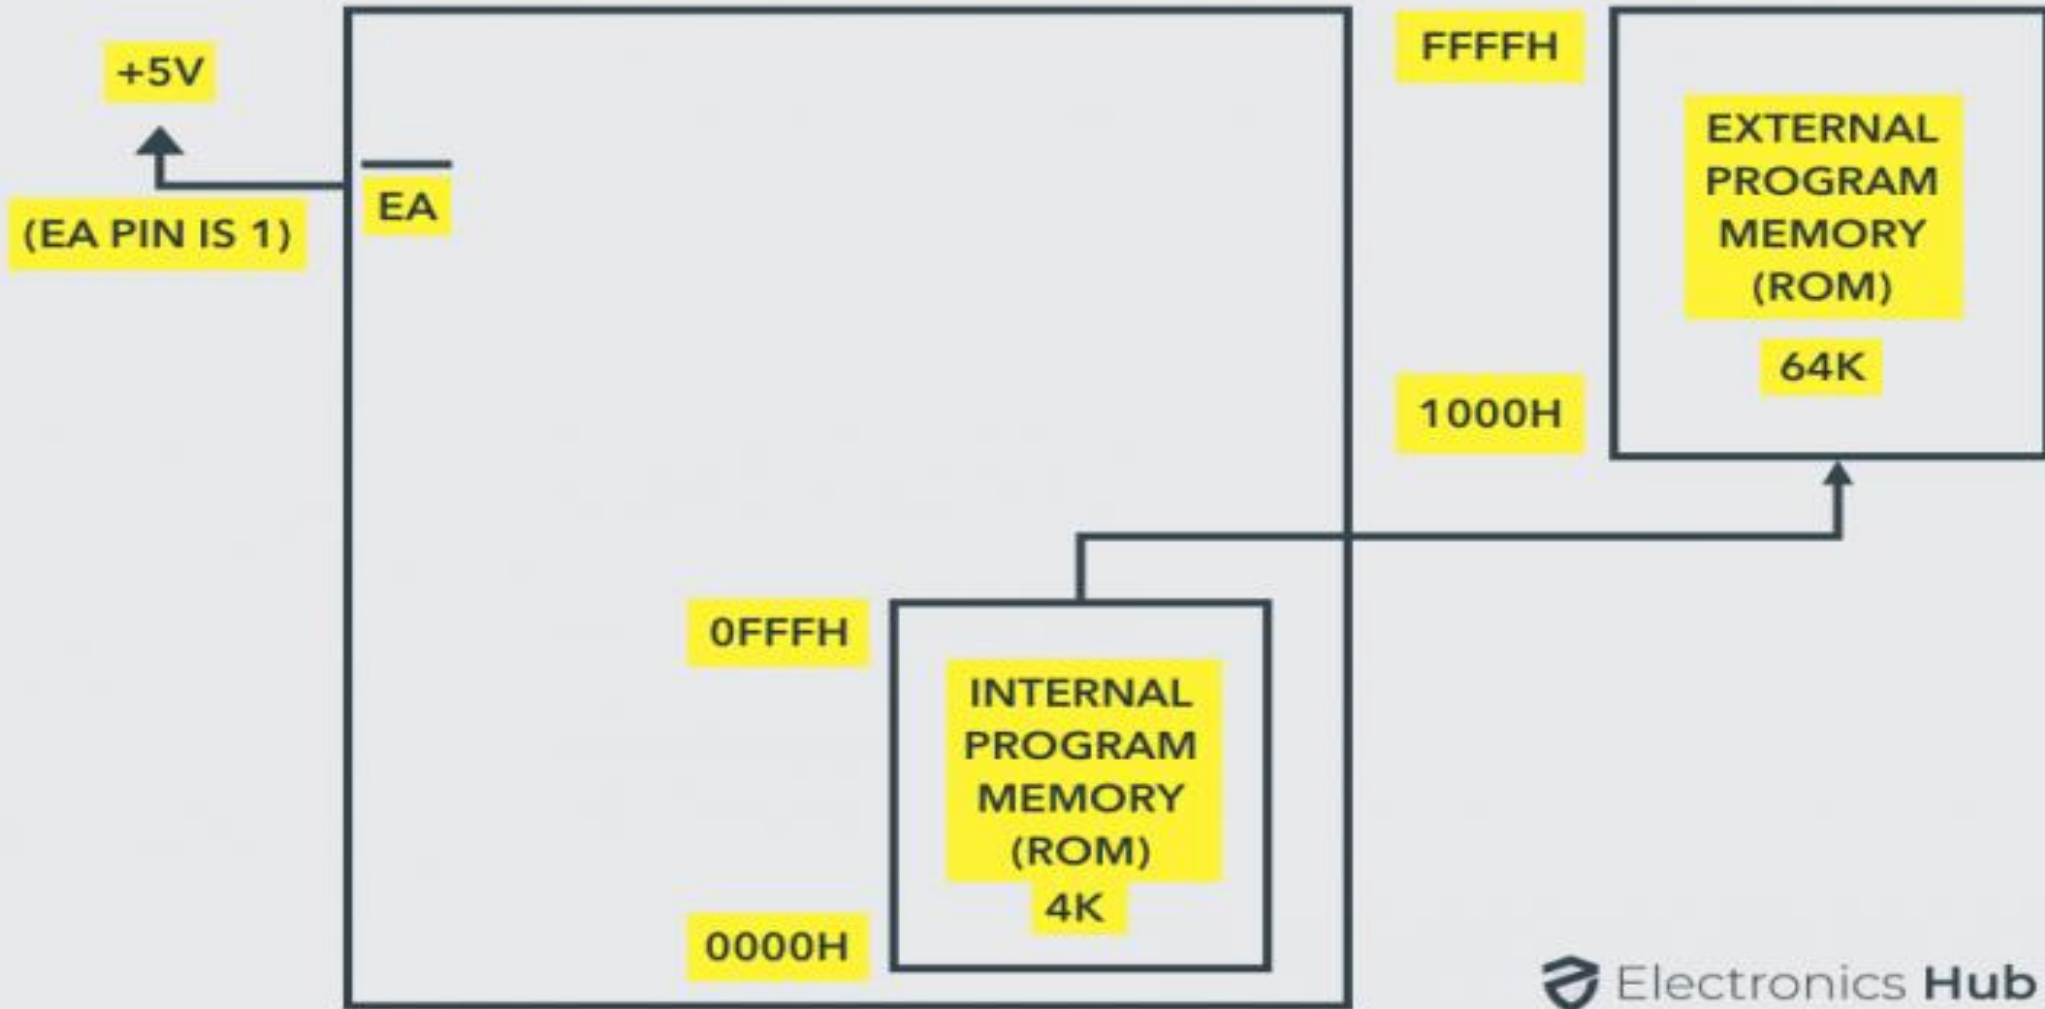 +5V
(EA PIN IS 1)
EA
FFFFH
EXTERNAL
PROGRAM
MEMORY
(ROM)
64K
1000H
0FFFH
INTERNAL
PROGRAM
MEMORY
(ROM)
4K
0000H
Electronics Hub